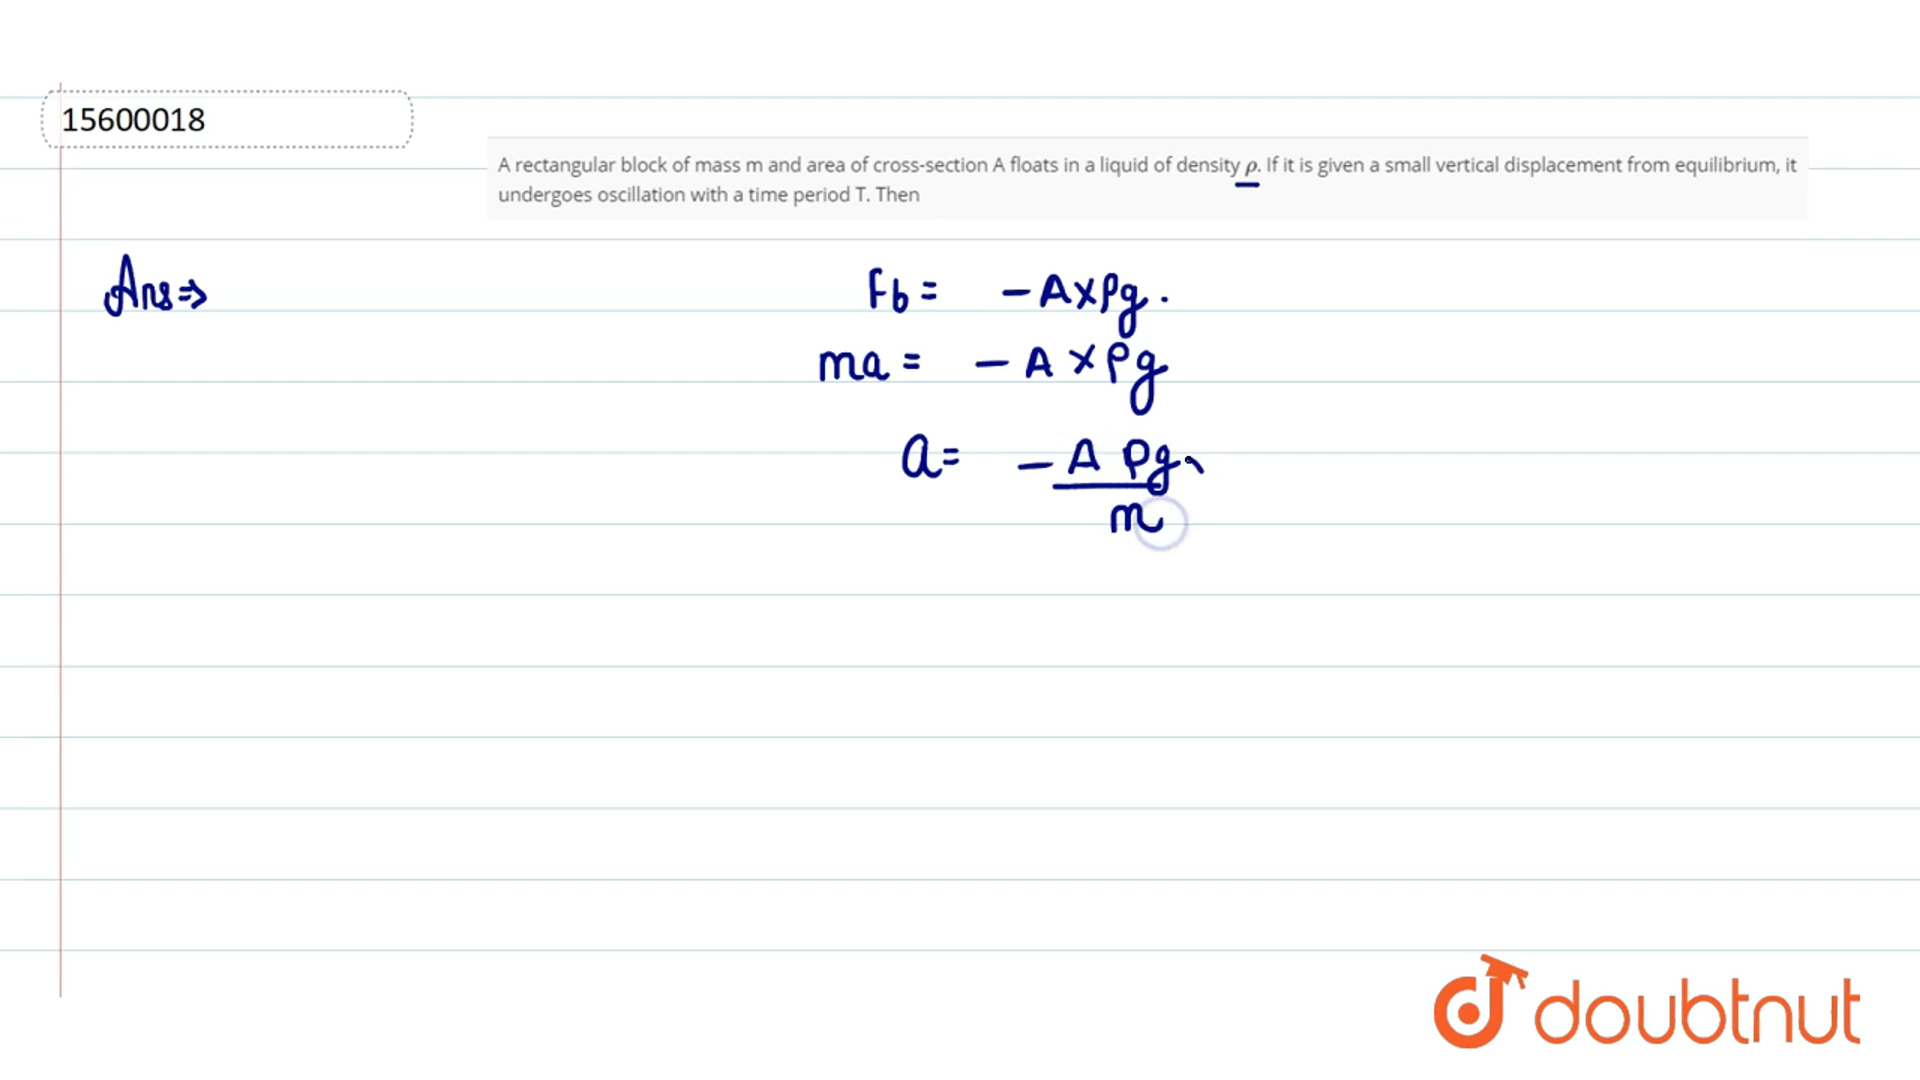 15600018
A rectangular block of mass m and area of cross-section A floats in a liquid of density ρ. If it is given a small vertical displacement from equilibrium, it
undergoes oscillation with a time period T. Then
Ans⇒
Fb = -Axρg.
ma = -Axρg
a = -Aρg
m
doubtnut